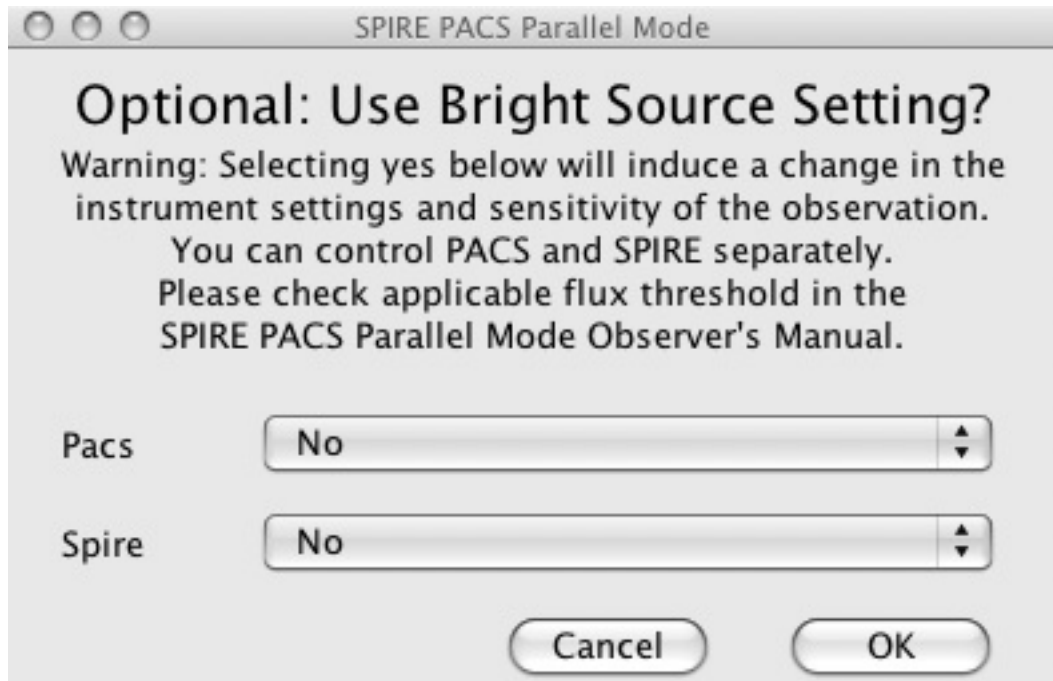 SPIRE PACS Parallel Mode
Optional: Use Bright Source Setting?
Warning: Selecting yes below will induce a change in the
instrument settings and sensitivity of the observation.
You can control PACS and SPIRE separately.
Please check applicable flux threshold in the
SPIRE PACS Parallel Mode Observer's Manual.
Pacs No
Spire No
Cancel OK